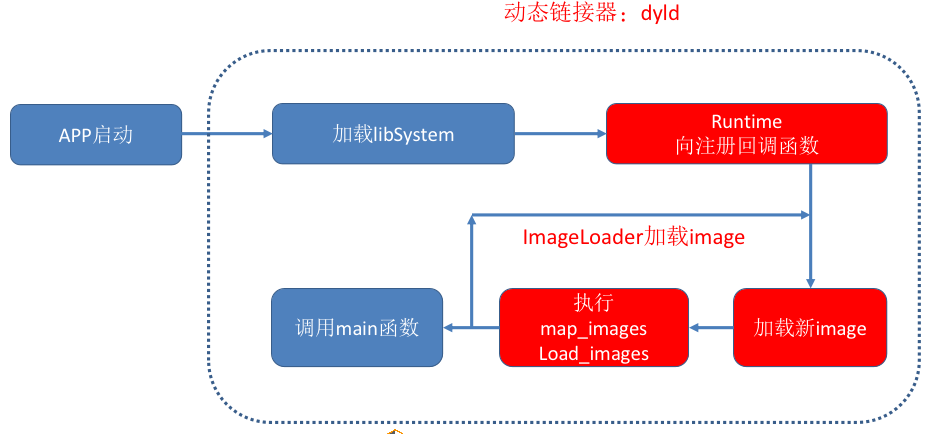 动态链接器：dyld
APP启动
加载libSystem
Runtime
向注册回调函数
ImageLoader加载image
调用main函数
执行
map_images
Load_images
加载新image